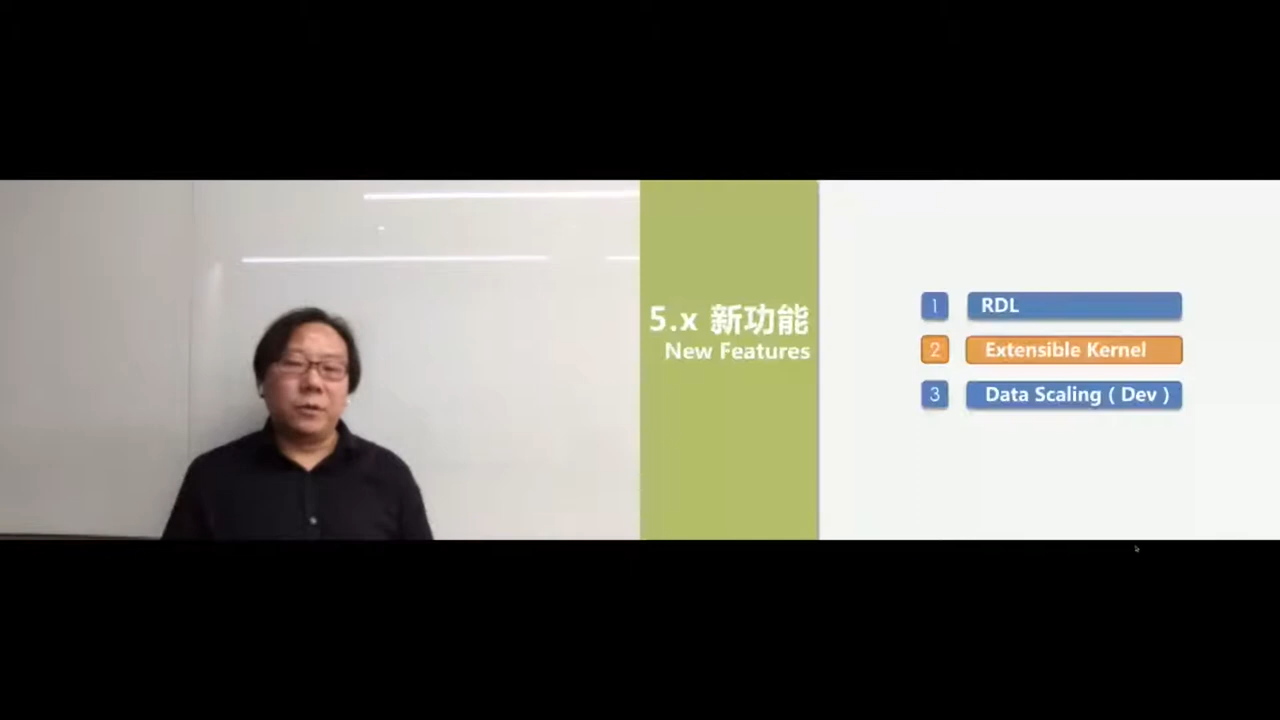 5.x 新功能
New Features
1 RDL
2 Extensible Kernel
3 Data Scaling ( Dev )